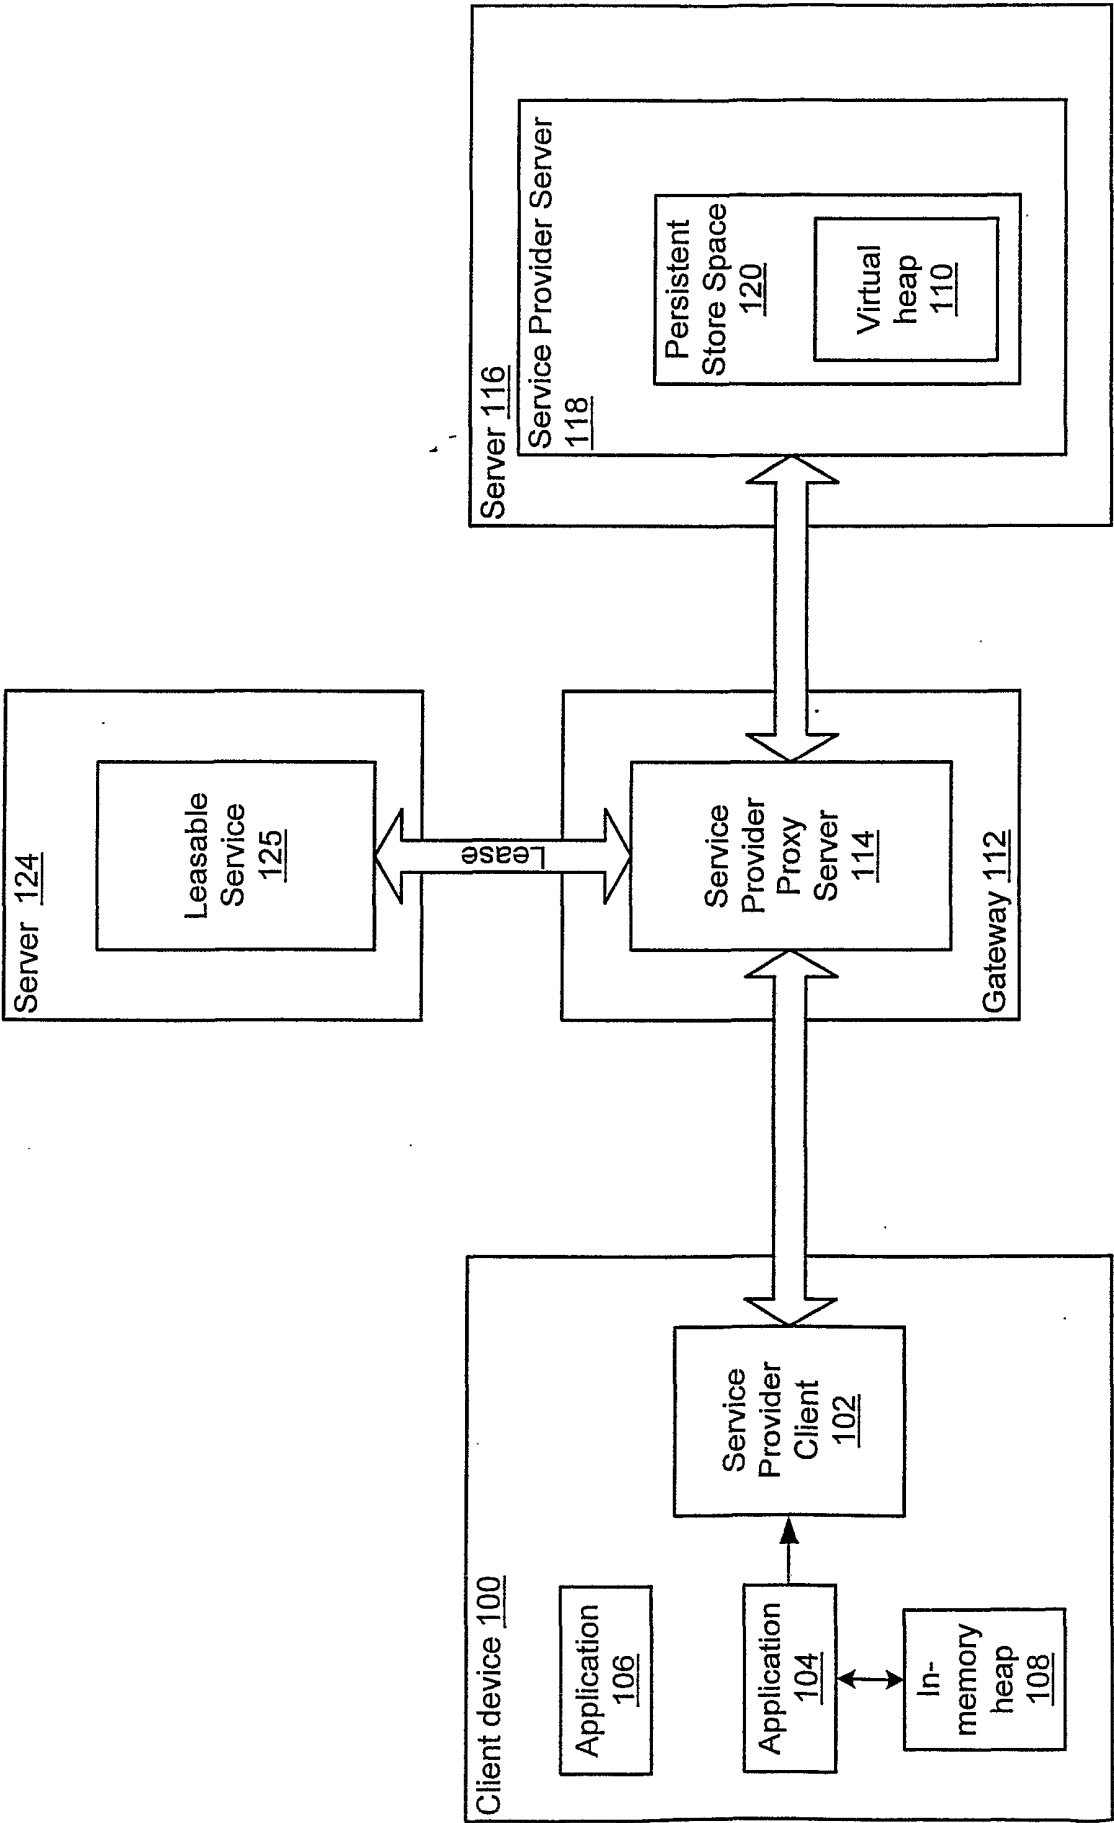 Client device 100
Application
106
Application
104
In-
memory
heap
108
Service
Provider
Client
102
Server 124
Leasable
Service
125
Lease
Service
Provider
Proxy
Server
114
Gateway 112
Server 116
Service Provider Server
118
Persistent
Store Space
120
Virtual
heap
110